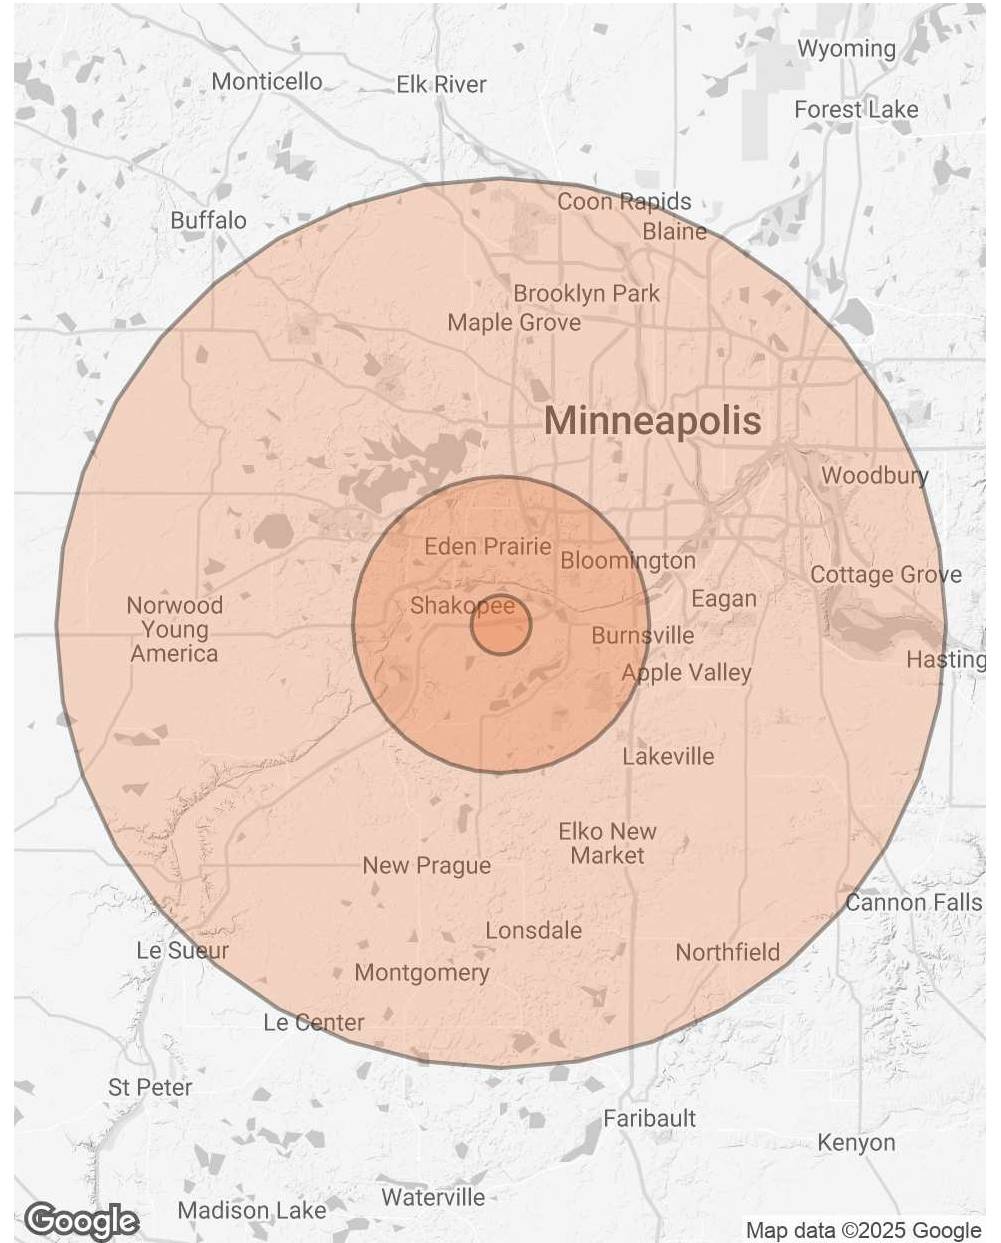 Wyoming
Monticello
Elk River
Forest Lake
Coon Rapids
Buffalo
Blaine
Brooklyn Park
Maple Grove
Minneapolis
Woodbury
Eden Prairie
Bloomington
Cottage Grove
Eagan
Norwood
Young
America
Shakopee
Burnsville
Hasting
Apple Valley
Lakeville
Elko New
Market
New Prague
Cannon Falls
Lonsdale
Le Sueur
Northfield
Montgomery
Le Center
St Peter
Faribault
Kenyon
Waterville
Madison Lake
Google
Map data ©2025 Google